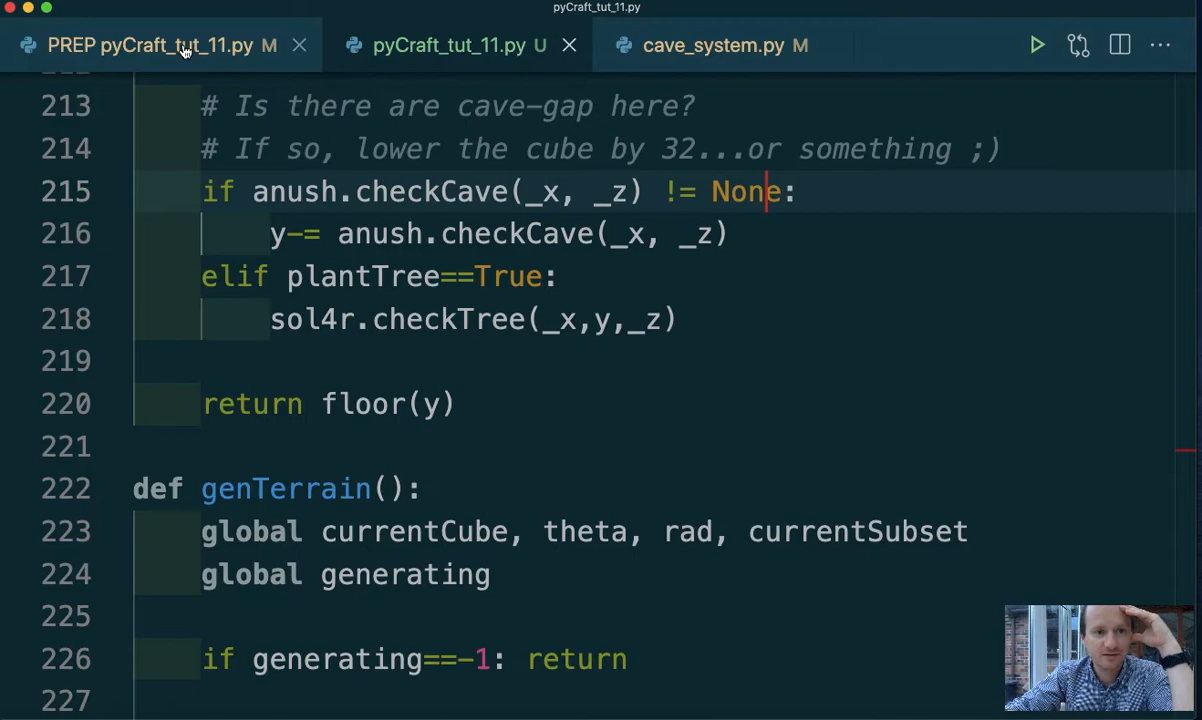 pyCraft_tut_11.py
PREP pyCraft_tut_11.py M
pyCraft_tut_11.py U
cave_system.py M
213 # Is there are cave-gap here?
214 # If so, lower the cube by 32...or something ;)
215 if anush.checkCave(_x, _z) != None:
216 y-= anush.checkCave(_x, _z)
217 elif plantTree==True:
218 sol4r.checkTree(_x,y,_z)
219
220 return floor(y)
221
222 def genTerrain():
223 global currentCube, theta, rad, currentSubset
224 global generating
225
226 if generating==-1: return
227